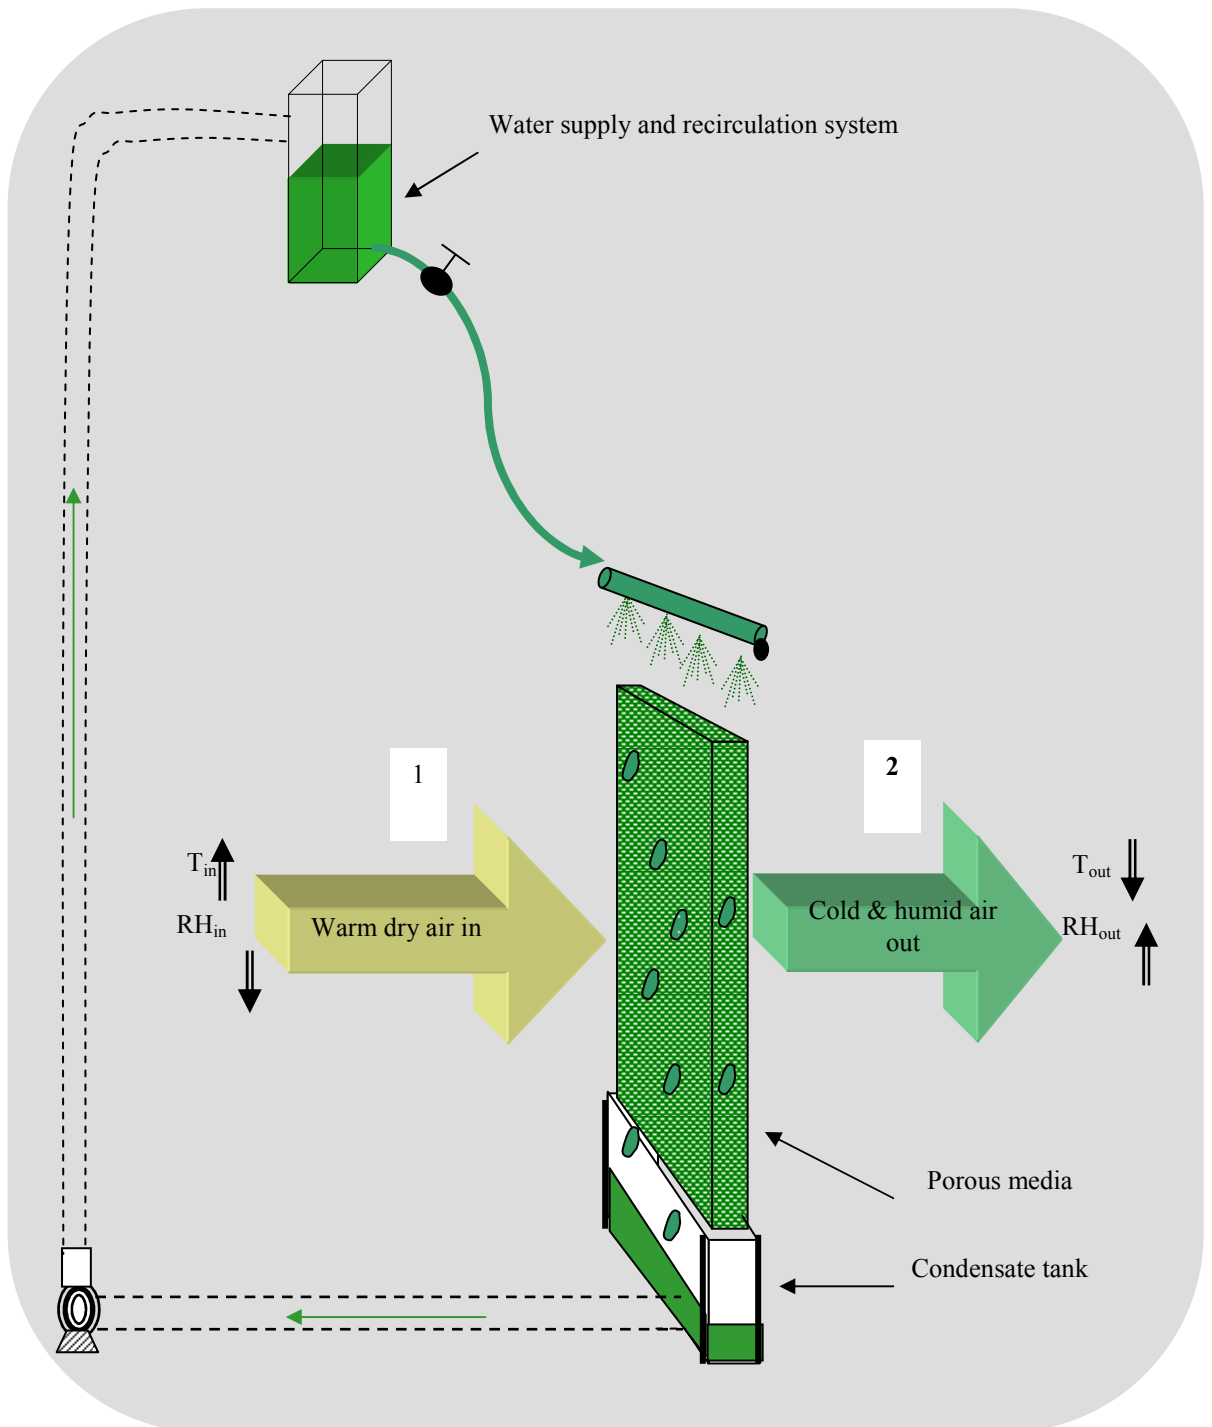 Water supply and recirculation system
1
2
T_in
RH_in
Warm dry air in
Cold & humid air
out
T_out
RH_out
Porous media
Condensate tank